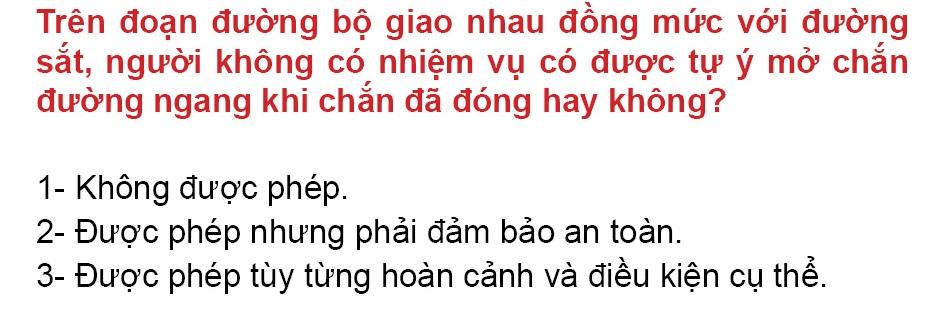 Trên đoạn đường bộ giao nhau đồng mức với đường
sắt, người không có nhiệm vụ có được tự ý mở chắn
đường ngang khi chắn đã đóng hay không?
1- Không được phép.
2- Được phép nhưng phải đảm bảo an toàn.
3- Được phép tùy từng hoàn cảnh và điều kiện cụ thể.